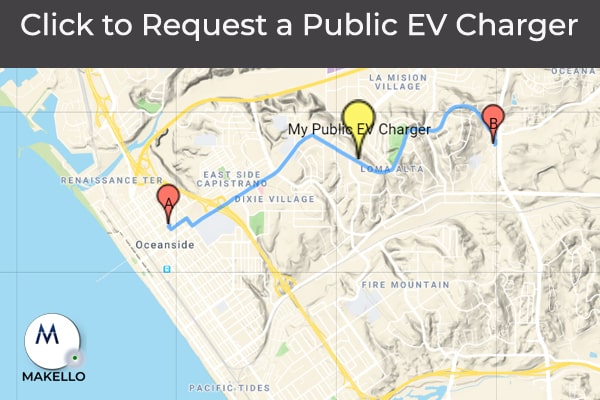 Click to Request a Public EV Charger
LA MISION
VILLAGE
OCEANA
B
My Public EV Charger
LOMA ALTA
RENAISSANCE TER
EAST SIDE
CAPISTRANO
DIXIE VILLAGE
A
Oceanside
FIRE MOUNTAIN
M
MAKELLO
PACIFIC TIDES